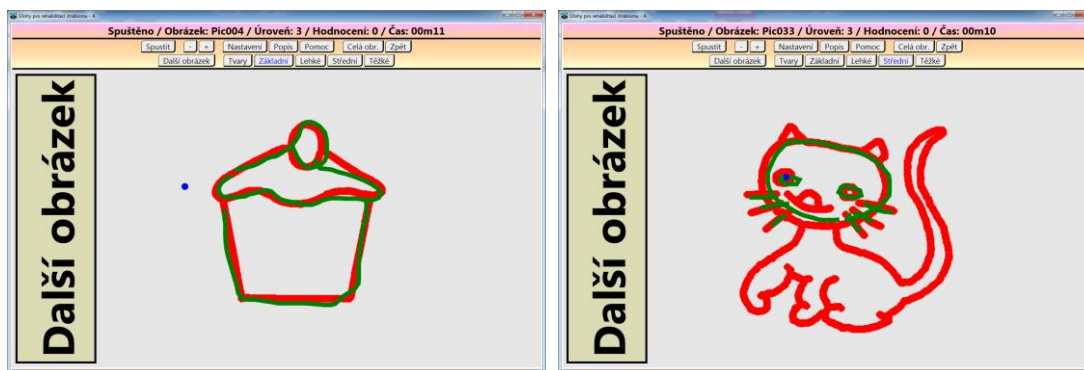 Úlohy pro rehabilitaci strabismu - A
Spuštěno / Obrázek: Pic004 / Úroveň: 3 / Hodnocení: 0 / Čas: 00m11
Spustit - + Nastavení Popis Pomoc Celá obr. Zpět
Další obrázek Tvary Základní Lehké Střední Těžké
Další obrázek
Úlohy pro rehabilitaci strabismu - A
Spuštěno / Obrázek: Pic033 / Úroveň: 3 / Hodnocení: 0 / Čas: 00m10
Spustit - + Nastavení Popis Pomoc Celá obr. Zpět
Další obrázek Tvary Základní Lehké Střední Těžké
Další obrázek